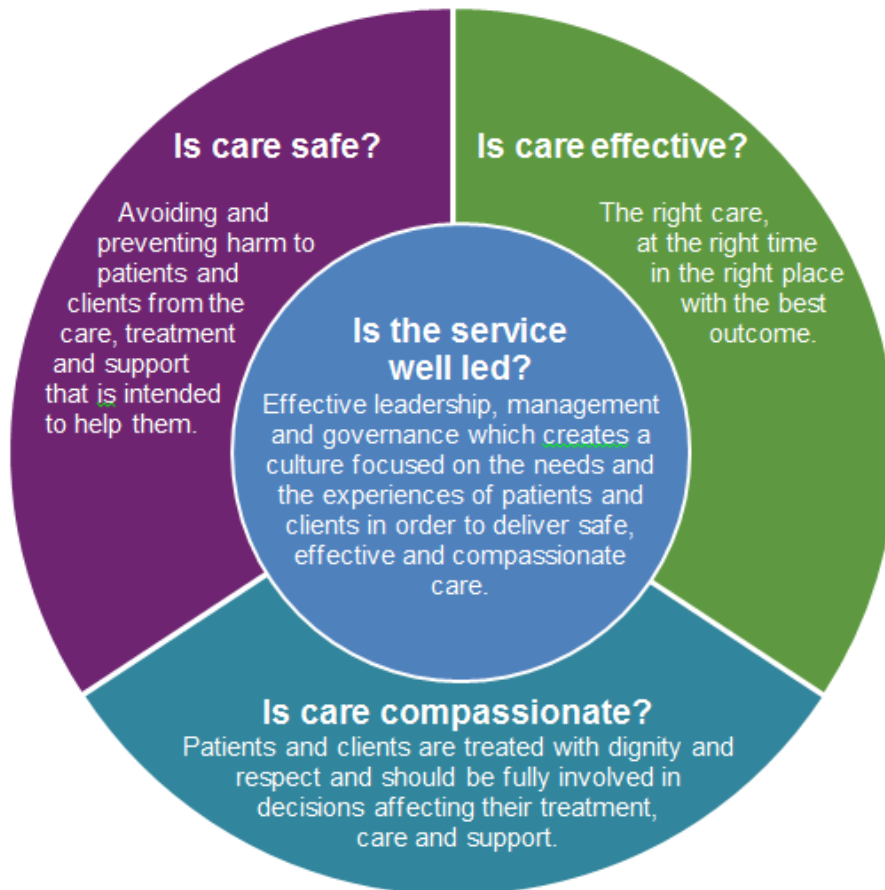 Is care safe?
Avoiding and
preventing harm to
patients and
clients from the
care, treatment
and support
that is intended
to help them.
Is care effective?
The right care,
at the right time
in the right place
with the best
outcome.
Is the service
well led?
Effective leadership, management
and governance which creates a
culture focused on the needs and
the experiences of patients and
clients in order to deliver safe,
effective and compassionate
care.
Is care compassionate?
Patients and clients are treated with dignity and
respect and should be fully involved in
decisions affecting their treatment,
care and support.